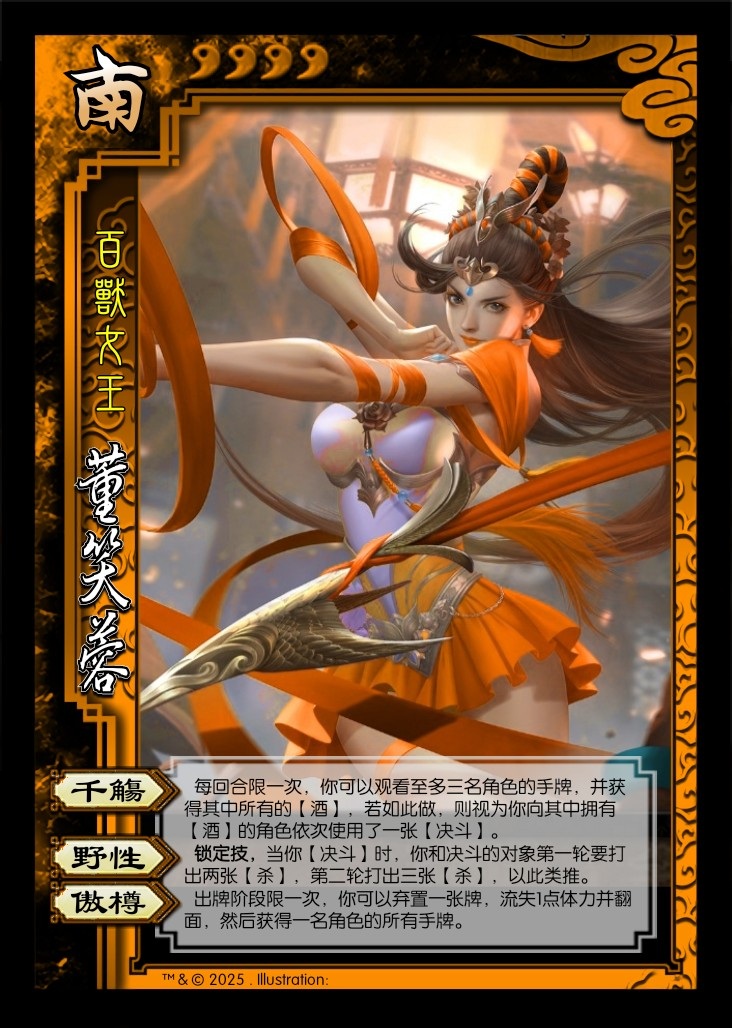 南
百獸女王
董笑蓉
千觴
每回合限一次，你可以观看至多三名角色的手牌，并获
得其中所有的【酒】，若如此做，则视为你向其中拥有
【酒】的角色依次使用了一张【决斗】。
野性
锁定技，当你【决斗】时，你和决斗的对象第一轮要打
出两张【杀】，第二轮打出三张【杀】，以此类推。
傲樽
出牌阶段限一次，你可以弃置一张牌，流失1点体力并翻
面，然后获得一名角色的所有手牌。
™ & © 2025 . Illustration: